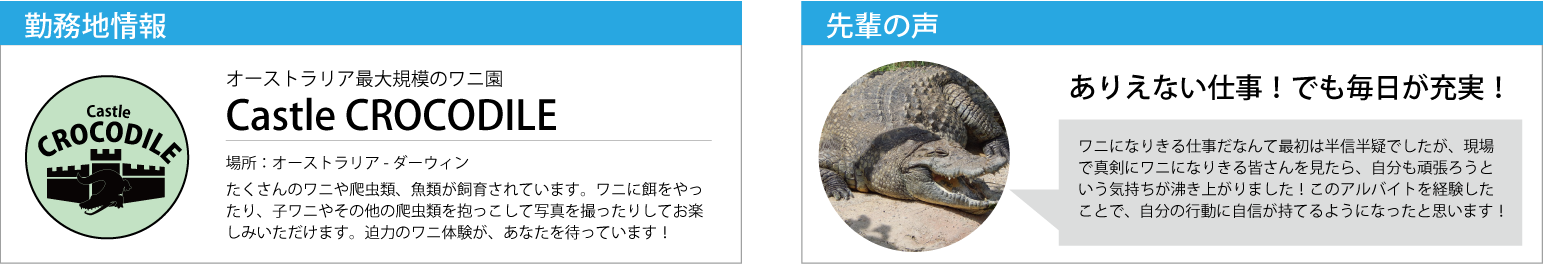 勤務地情報
Castle
CROCODILE
オーストラリア最大規模のワニ園
Castle CROCODILE
場所：オーストラリア - ダーウィン
たくさんのワニや爬虫類、魚類が飼育されています。ワニに餌をやっ
たり、子ワニやその他の爬虫類を抱っこして写真を撮ったりしてお楽
しみいただけます。迫力のワニ体験が、あなたを待っています！
先輩の声
ありえない仕事！でも毎日が充実！
ワニになりきる仕事だなんて最初は半信半疑でしたが、現場
で真剣にワニになりきる皆さんを見たら、自分も頑張ろうと
いう気持ちが沸き上がりました！このアルバイトを経験した
ことで、自分の行動に自信が持てるようになったと思います！